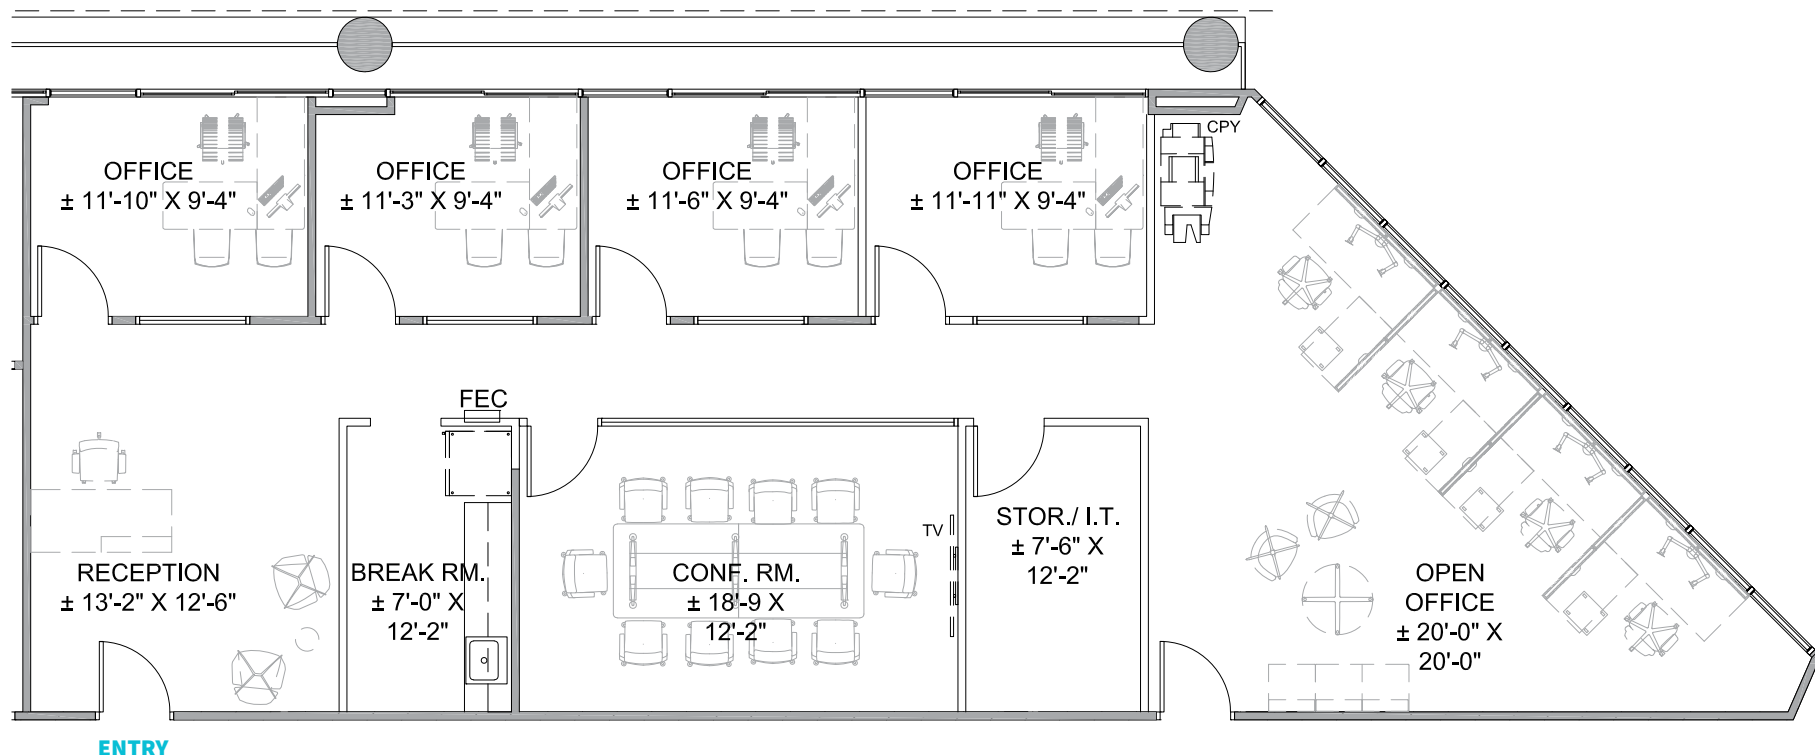 CPY
OFFICE
± 11'-10" X 9'-4"
OFFICE
± 11'-3" X 9'-4"
OFFICE
± 11'-6" X 9'-4"
OFFICE
± 11'-11" X 9'-4"
FEC
RECEPTION
± 13'-2" X 12'-6"
BREAK RM.
± 7'-0" X
12'-2"
CONF. RM.
± 18'-9 X
12'-2"
TV
STOR./ I.T.
± 7'-6" X
12'-2"
OPEN
OFFICE
± 20'-0" X
20'-0"
ENTRY